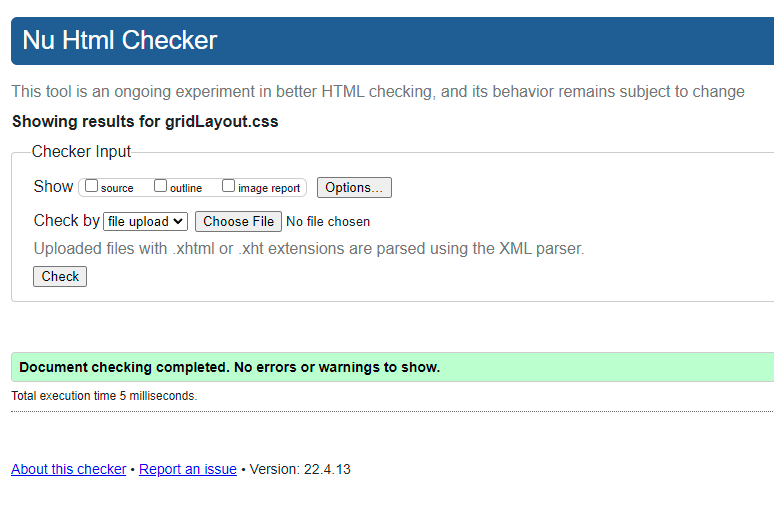 Nu Html Checker
This tool is an ongoing experiment in better HTML checking, and its behavior remains subject to change
Showing results for gridLayout.css
Checker Input
Show source outline image report Options...
Check by file upload Choose File No file chosen
Uploaded files with .xhtml or .xht extensions are parsed using the XML parser.
Check
Document checking completed. No errors or warnings to show.
Total execution time 5 milliseconds.
About this checker • Report an issue • Version: 22.4.13